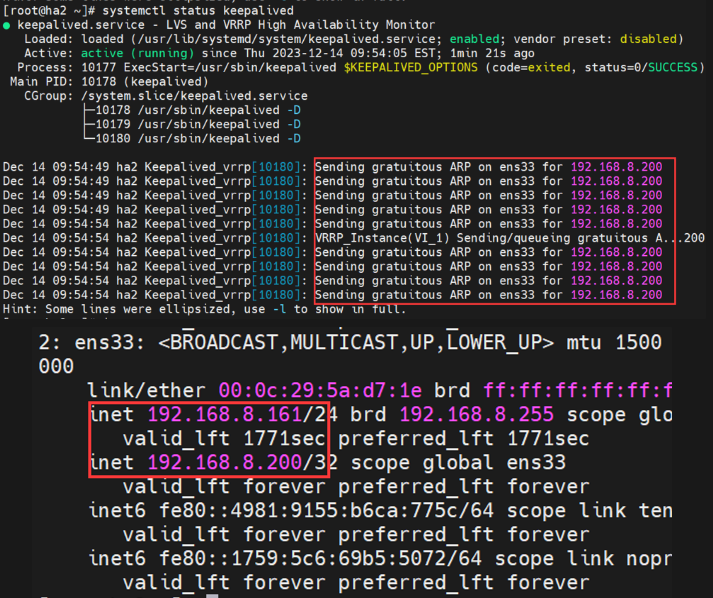 [root@ha2 ~]# systemctl status keepalived
● keepalived.service - LVS and VRRP High Availability Monitor
Loaded: loaded (/usr/lib/systemd/system/keepalived.service; enabled; vendor preset: disabled)
Active: active (running) since Thu 2023-12-14 09:54:05 EST; 1min 21s ago
Process: 10177 ExecStart=/usr/sbin/keepalived $KEEPALIVED_OPTIONS (code=exited, status=0/SUCCESS)
Main PID: 10178 (keepalived)
CGroup: /system.slice/keepalived.service
├─10178 /usr/sbin/keepalived -D
├─10179 /usr/sbin/keepalived -D
└─10180 /usr/sbin/keepalived -D
Dec 14 09:54:49 ha2 Keepalived_vrrp[10180]: Sending gratuitous ARP on ens33 for 192.168.8.200
Dec 14 09:54:49 ha2 Keepalived_vrrp[10180]: Sending gratuitous ARP on ens33 for 192.168.8.200
Dec 14 09:54:49 ha2 Keepalived_vrrp[10180]: Sending gratuitous ARP on ens33 for 192.168.8.200
Dec 14 09:54:49 ha2 Keepalived_vrrp[10180]: Sending gratuitous ARP on ens33 for 192.168.8.200
Dec 14 09:54:54 ha2 Keepalived_vrrp[10180]: Sending gratuitous ARP on ens33 for 192.168.8.200
Dec 14 09:54:54 ha2 Keepalived_vrrp[10180]: VRRP_Instance(VI_1) Sending/queueing gratuitous A...200
Dec 14 09:54:54 ha2 Keepalived_vrrp[10180]: Sending gratuitous ARP on ens33 for 192.168.8.200
Dec 14 09:54:54 ha2 Keepalived_vrrp[10180]: Sending gratuitous ARP on ens33 for 192.168.8.200
Dec 14 09:54:54 ha2 Keepalived_vrrp[10180]: Sending gratuitous ARP on ens33 for 192.168.8.200
Dec 14 09:54:54 ha2 Keepalived_vrrp[10180]: Sending gratuitous ARP on ens33 for 192.168.8.200
Hint: Some lines were ellipsized, use -l to show in full.
2: ens33: <BROADCAST,MULTICAST,UP,LOWER_UP> mtu 1500
000
link/ether 00:0c:29:5a:d7:1e brd ff:ff:ff:ff:ff:f
inet 192.168.8.161/24 brd 192.168.8.255 scope glo
valid_lft 1771sec preferred_lft 1771sec
inet 192.168.8.200/32 scope global ens33
valid_lft forever preferred_lft forever
inet6 fe80::4981:9155:b6ca:775c/64 scope link ten
valid_lft forever preferred_lft forever
inet6 fe80::1759:5c6:69b5:5072/64 scope link nopr
valid_lft forever preferred_lft forever